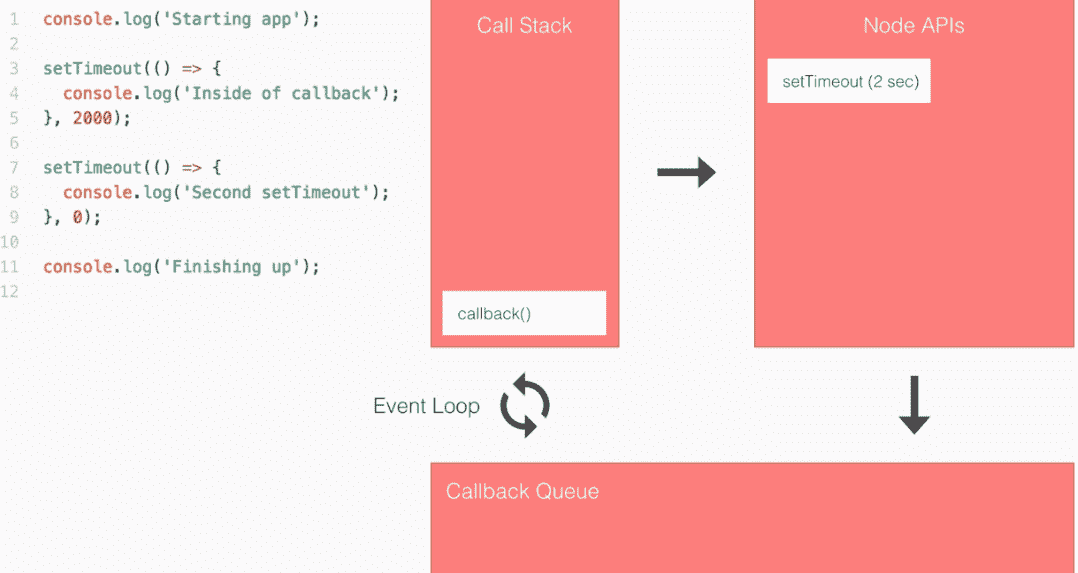 1 console.log('Starting app');
2
3 setTimeout(() => {
4   console.log('Inside of callback');
5 }, 2000);
6
7 setTimeout(() => {
8   console.log('Second setTimeout');
9 }, 0);
10
11 console.log('Finishing up');
12
Call Stack
callback()
Node APIs
setTimeout (2 sec)
Event Loop
Callback Queue